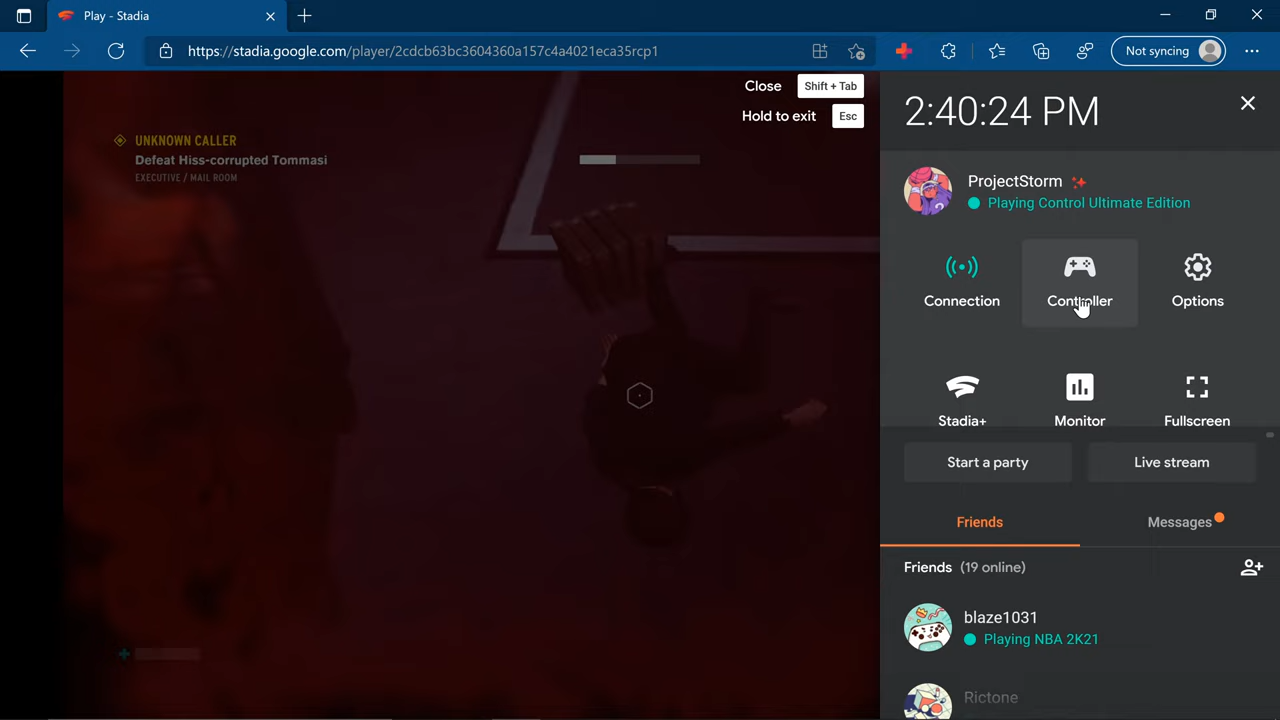 Play - Stadia
https://stadia.google.com/player/2cdcb63bc3604360a157c4a4021eca35rcp1
Not syncing
Close Shift + Tab
Hold to exit Esc
UNKNOWN CALLER
Defeat Hiss-corrupted Tommasi
EXECUTIVE / MAIL ROOM
2:40:24 PM
ProjectStorm
Playing Control Ultimate Edition
Connection Controller Options
Stadia+ Monitor Fullscreen
Start a party Live stream
Friends Messages
Friends (19 online)
blaze1031
Playing NBA 2K21
Rictone